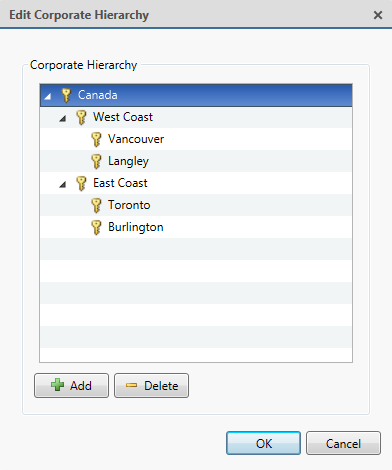 Edit Corporate Hierarchy
Corporate Hierarchy
Canada
West Coast
Vancouver
Langley
East Coast
Toronto
Burlington
Add Delete
OK Cancel